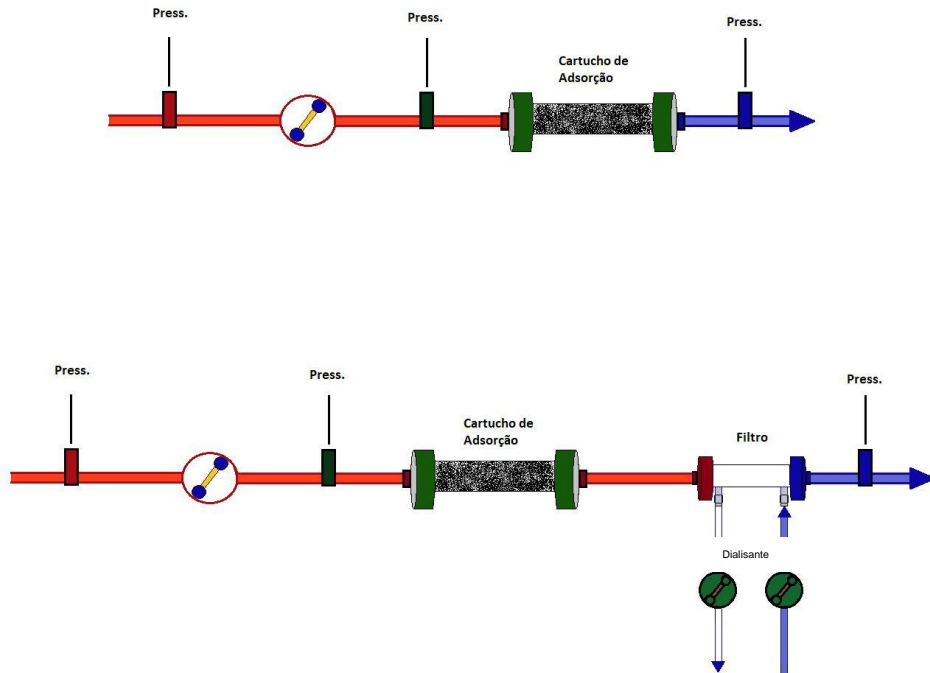 Press.
Press.
Press.
Cartucho de
Adsorção
Press.
Press.
Press.
Cartucho de
Adsorção
Filtro
Dialisante